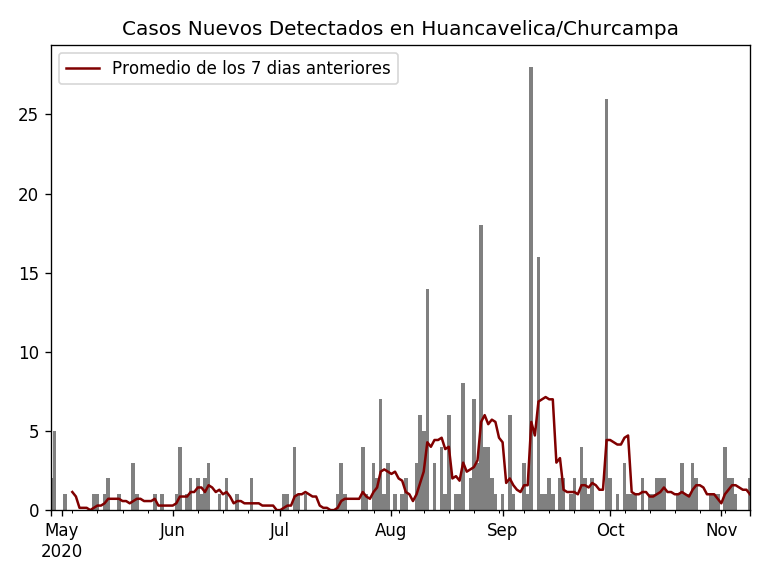 Casos Nuevos Detectados en Huancavelica/Churcampa
Promedio de los 7 dias anteriores
25
20
15
10
5
0
May Jun Jul Aug Sep Oct Nov
2020